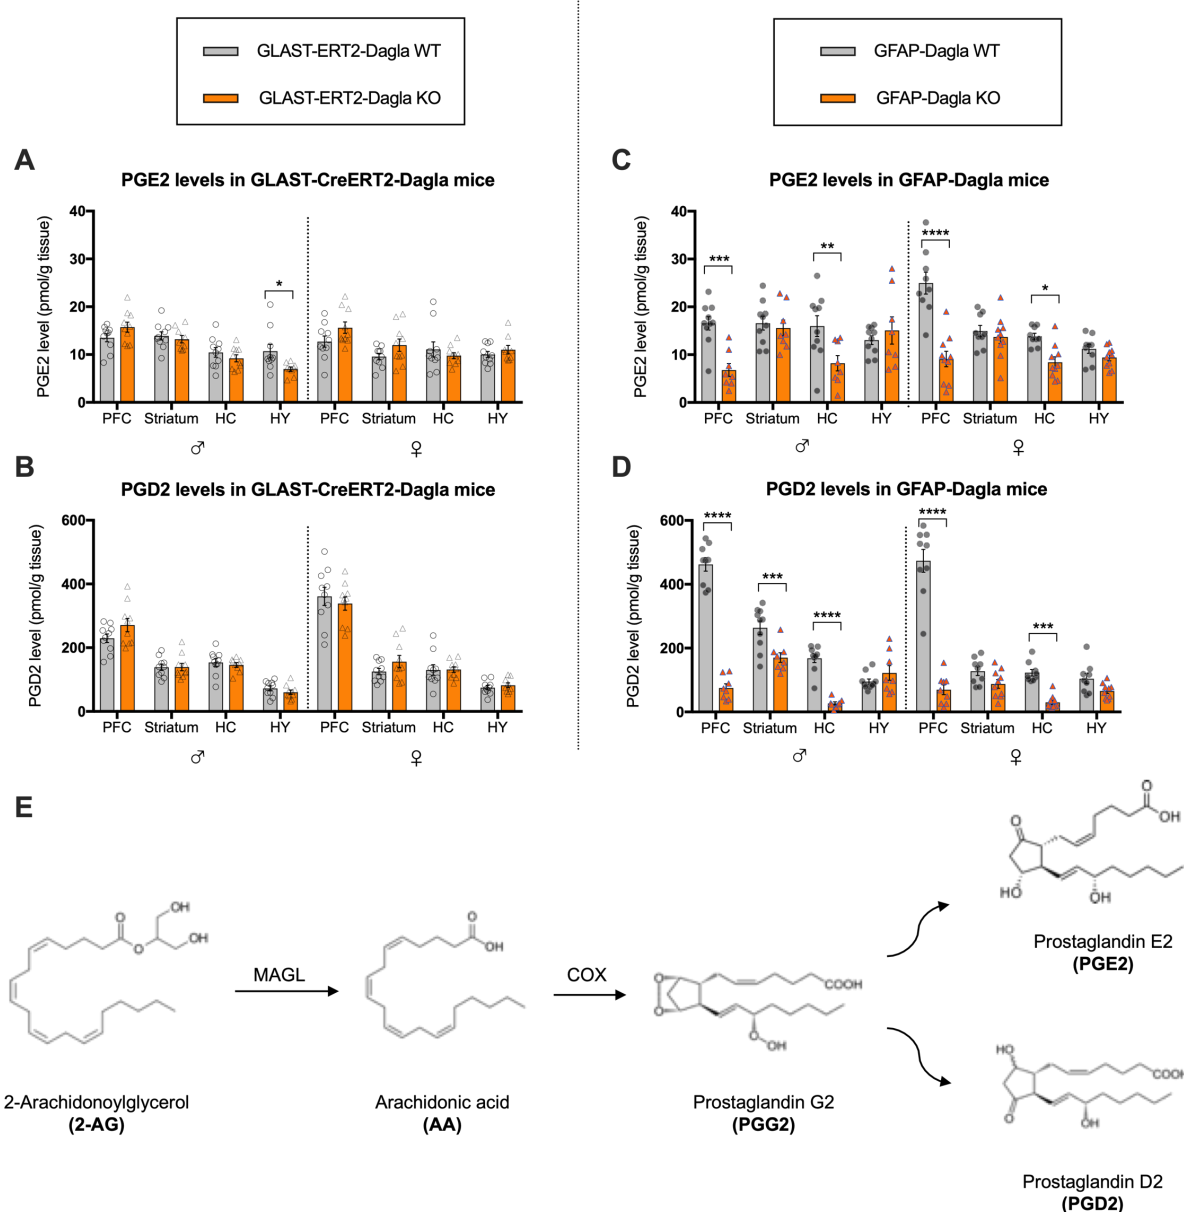 GLAST-ERT2-Dagla WT
GLAST-ERT2-Dagla KO
GFAP-Dagla WT
GFAP-Dagla KO
A
PGE2 levels in GLAST-CreERT2-Dagla mice
PGE2 level (pmol/g tissue)
40
30
20
10
0
*
PFC Striatum HC HY PFC Striatum HC HY
♂ ♀
C
PGE2 levels in GFAP-Dagla mice
PGE2 level (pmol/g tissue)
40
30
20
10
0
*** ** **** *
PFC Striatum HC HY PFC Striatum HC HY
♂ ♀
B
PGD2 levels in GLAST-CreERT2-Dagla mice
PGD2 level (pmol/g tissue)
600
400
200
0
PFC Striatum HC HY PFC Striatum HC HY
♂ ♀
D
PGD2 levels in GFAP-Dagla mice
PGD2 level (pmol/g tissue)
600
400
200
0
**** *** **** **** ***
PFC Striatum HC HY PFC Striatum HC HY
♂ ♀
E
O
OH
O
OH
2-Arachidonoylglycerol
(2-AG)
MAGL
O
OH
Arachidonic acid
(AA)
COX
O
O
COOH
O
OH
Prostaglandin G2
(PGG2)
O
O
OH
HO
OH
Prostaglandin E2
(PGE2)
HO
COOH
O
OH
Prostaglandin D2
(PGD2)